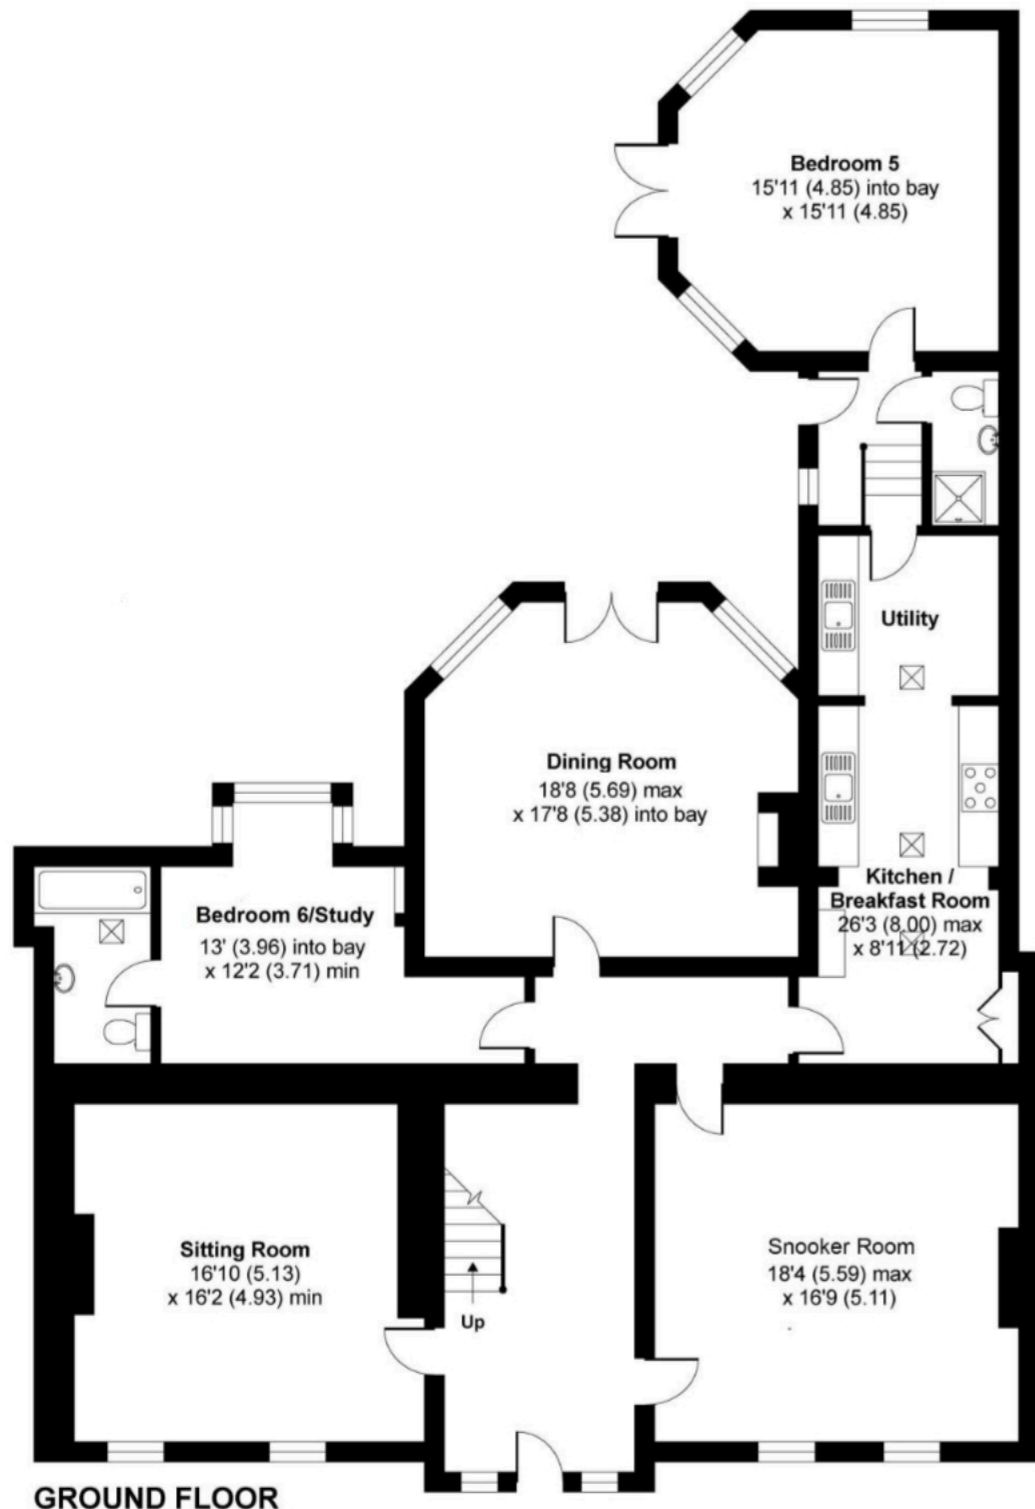 Bedroom 5
15'11 (4.85) into bay
x 15'11 (4.85)
Utility
Dining Room
18'8 (5.69) max
x 17'8 (5.38) into bay
Kitchen /
Breakfast Room
26'3 (8.00) max
x 8'11 (2.72)
Bedroom 6/Study
13' (3.96) into bay
x 12'2 (3.71) min
Sitting Room
16'10 (5.13)
x 16'2 (4.93) min
Up
Snooker Room
18'4 (5.59) max
x 16'9 (5.11)
GROUND FLOOR